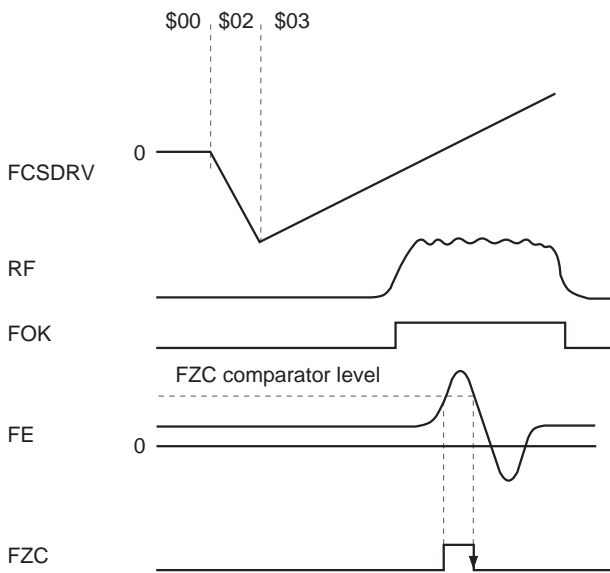 $00 $02 $03
0
FCSDRV
RF
FOK
FZC comparator level
FE
0
FZC